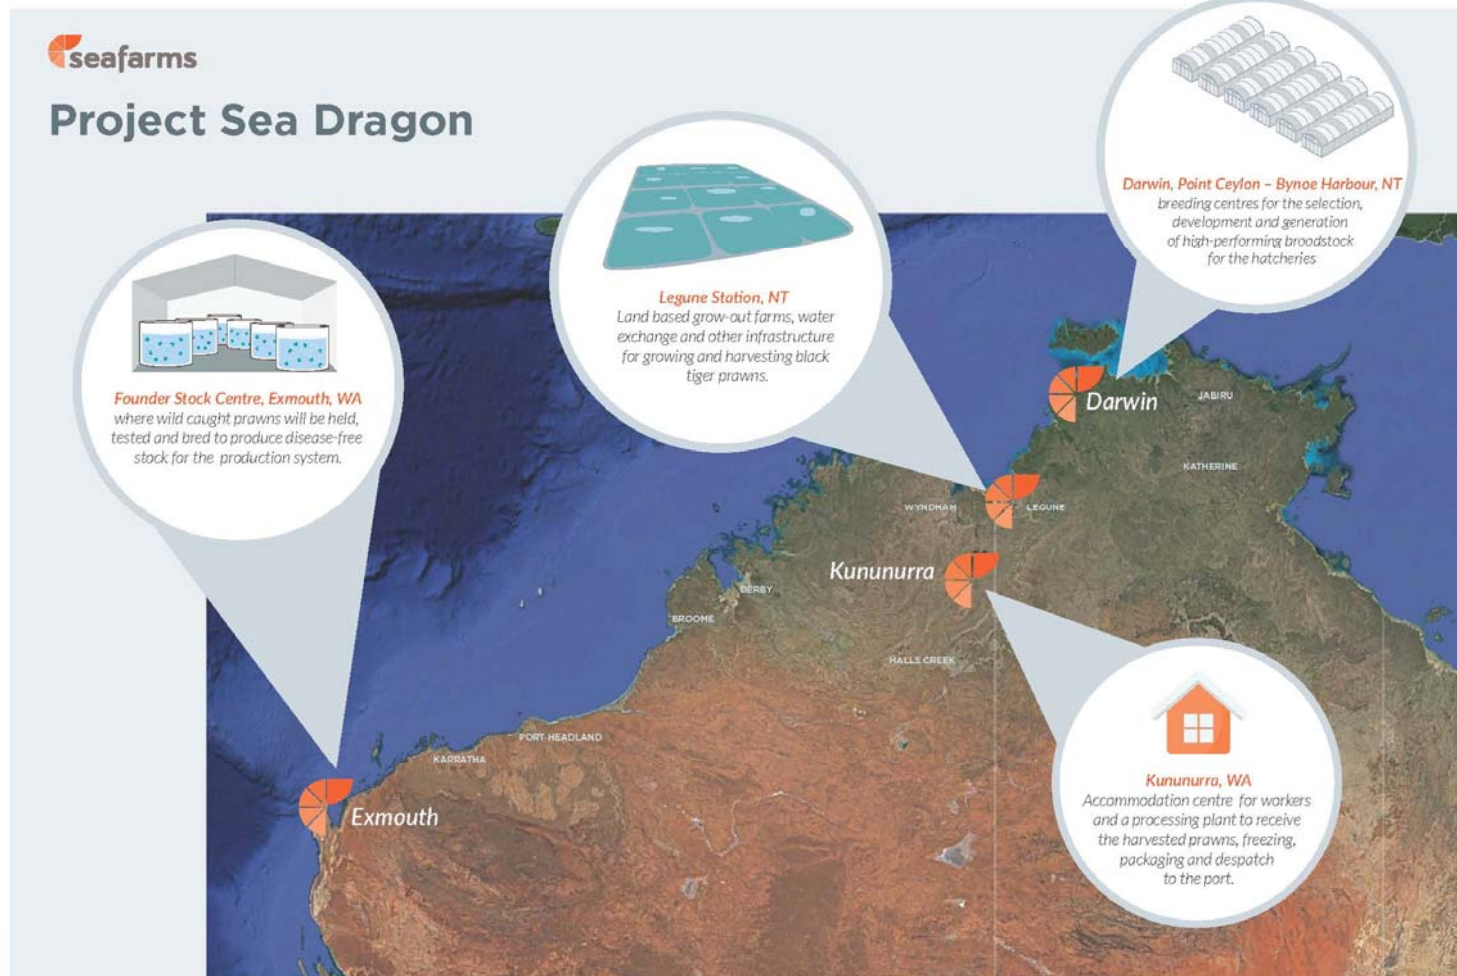 seafarms
Project Sea Dragon
Darwin, Point Ceylon – Bynoe Harbour, NT
breeding centres for the selection,
development and generation
of high-performing broodstock
for the hatcheries
Legune Station, NT
Land based grow-out farms, water
exchange and other infrastructure
for growing and harvesting black
tiger prawns.
Founder Stock Centre, Exmouth, WA
where wild caught prawns will be held,
tested and bred to produce disease-free
stock for the production system.
Darwin
JABIRU
KATHERINE
WYNDHAM
LEGUNE
Kununurra
DERBY
BROOME
HALLS CREEK
PORT HEADLAND
KARRATHA
Exmouth
Kununurra, WA
Accommodation centre for workers
and a processing plant to receive
the harvested prawns, freezing,
packaging and despatch
to the port.